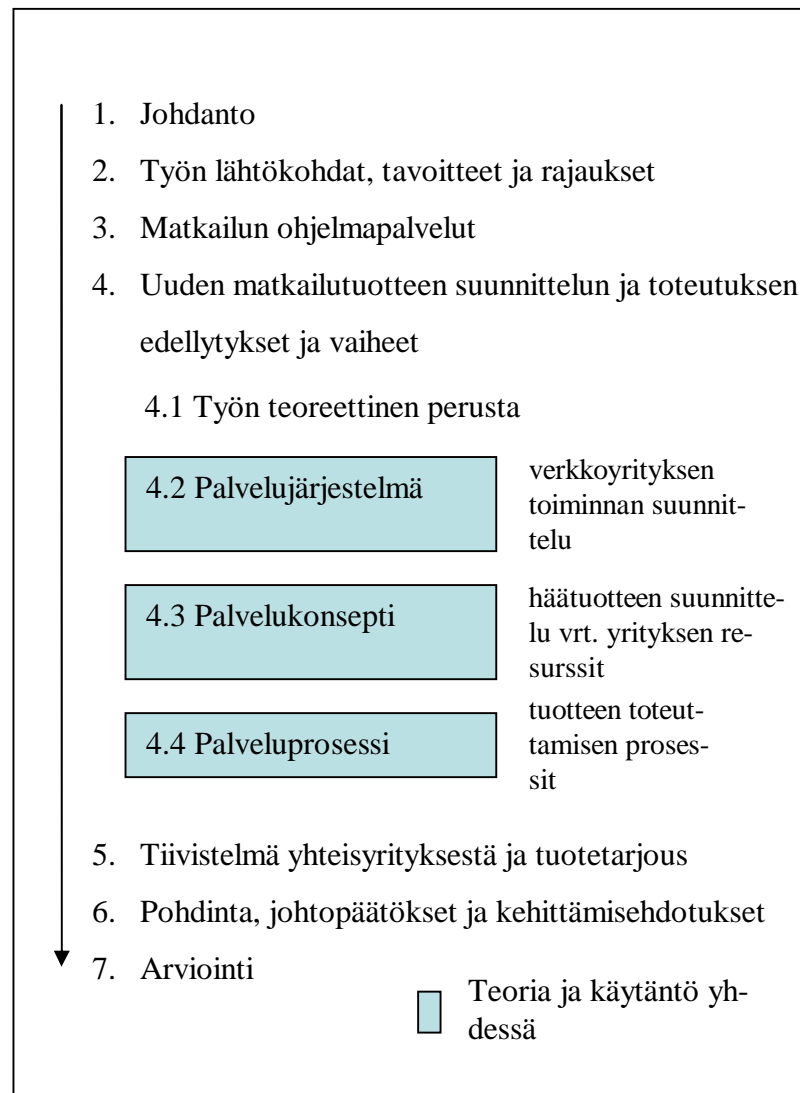 1. Johdanto
2. Työn lähtökohdat, tavoitteet ja rajaukset
3. Matkailun ohjelmapalvelut
4. Uuden matkailutuotteen suunnittelun ja toteutuksen
edellytykset ja vaiheet
4.1 Työn teoreettinen perusta
4.2 Palvelujärjestelmä
verkkoyrityksen
toiminnan suunnit-
telu
4.3 Palvelukonsepti
häätuotteen suunnitte-
lu vrt. yrityksen re-
surssit
4.4 Palveluprosessi
tuotteen toteut-
tamisen proses-
sit
5. Tiivistelmä yhteisyrityksestä ja tuotetarjous
6. Pohdinta, johtopäätökset ja kehittämisehdotukset
7. Arviointi
Teoria ja käytäntö yh-
dessä